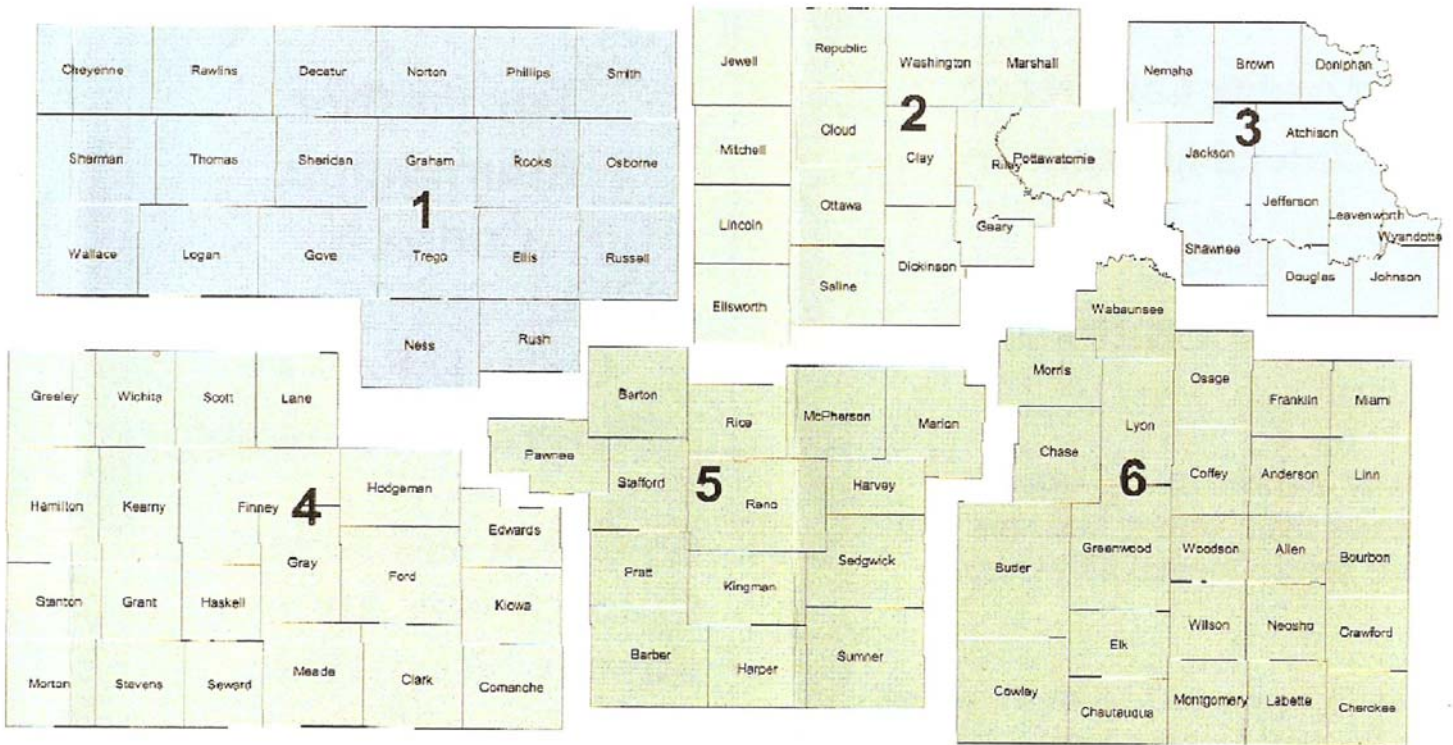 Cheyenne Rawlins Decatur Norton Phillips Smith
Sherman Thomas Sheridan Graham Rooks Osborne
1
Wallace Logan Gove Trego Ellis Russell
Ness Rush
Jewell Republic Washington Marshall
2
Mitchell Cloud Clay Riley Pottawatomie
Lincoln Ottawa Geary
Ellsworth Saline Dickinson
Nemaha Brown Doniphan
3
Jackson Atchison
Jefferson Leavenworth
Shawnee Wyandotte
Douglas Johnson
Greeley Wichita Scott Lane
Hamilton Kearny Finney 4 Hodgeman
Edwards
Gray Ford
Stanton Grant Haskell Kiowa
Morton Stevens Seward Meade Clark Comanche
Barton Rice McPherson Marion
Pawnee Stafford 5 Reno Harvey
Pratt Kingman Sedgwick
Barber Harper Sumner
Wabaunsee
Morris Osage Franklin Miami
Chase Lyon
6 Coffey Anderson Linn
Butler Greenwood Woodson Allen Bourbon
Elk Wilson Neosho Crawford
Cowley Chautauqua Montgomery Labette Cherokee